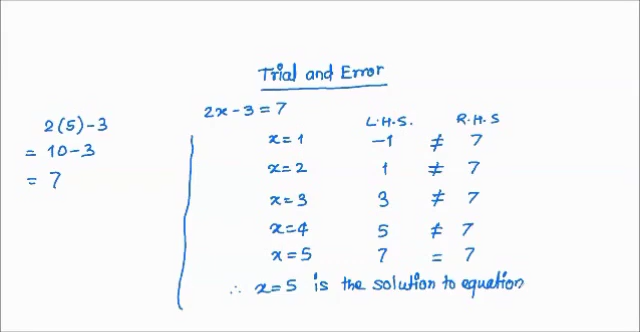 Trial and Error
2(5)-3
= 10-3
= 7
2x-3=7
L.H.S. R.H.S
x=1 -1 ≠ 7
x=2 1 ≠ 7
x=3 3 ≠ 7
x=4 5 ≠ 7
x=5 7 = 7
∴ x=5 is the solution to equation